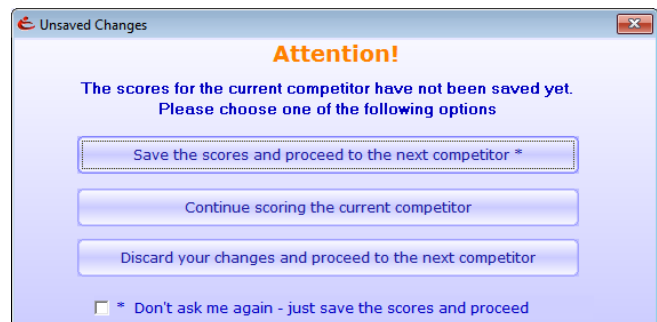 Unsaved Changes
Attention!
The scores for the current competitor have not been saved yet.
Please choose one of the following options
Save the scores and proceed to the next competitor *
Continue scoring the current competitor
Discard your changes and proceed to the next competitor
* Don't ask me again - just save the scores and proceed